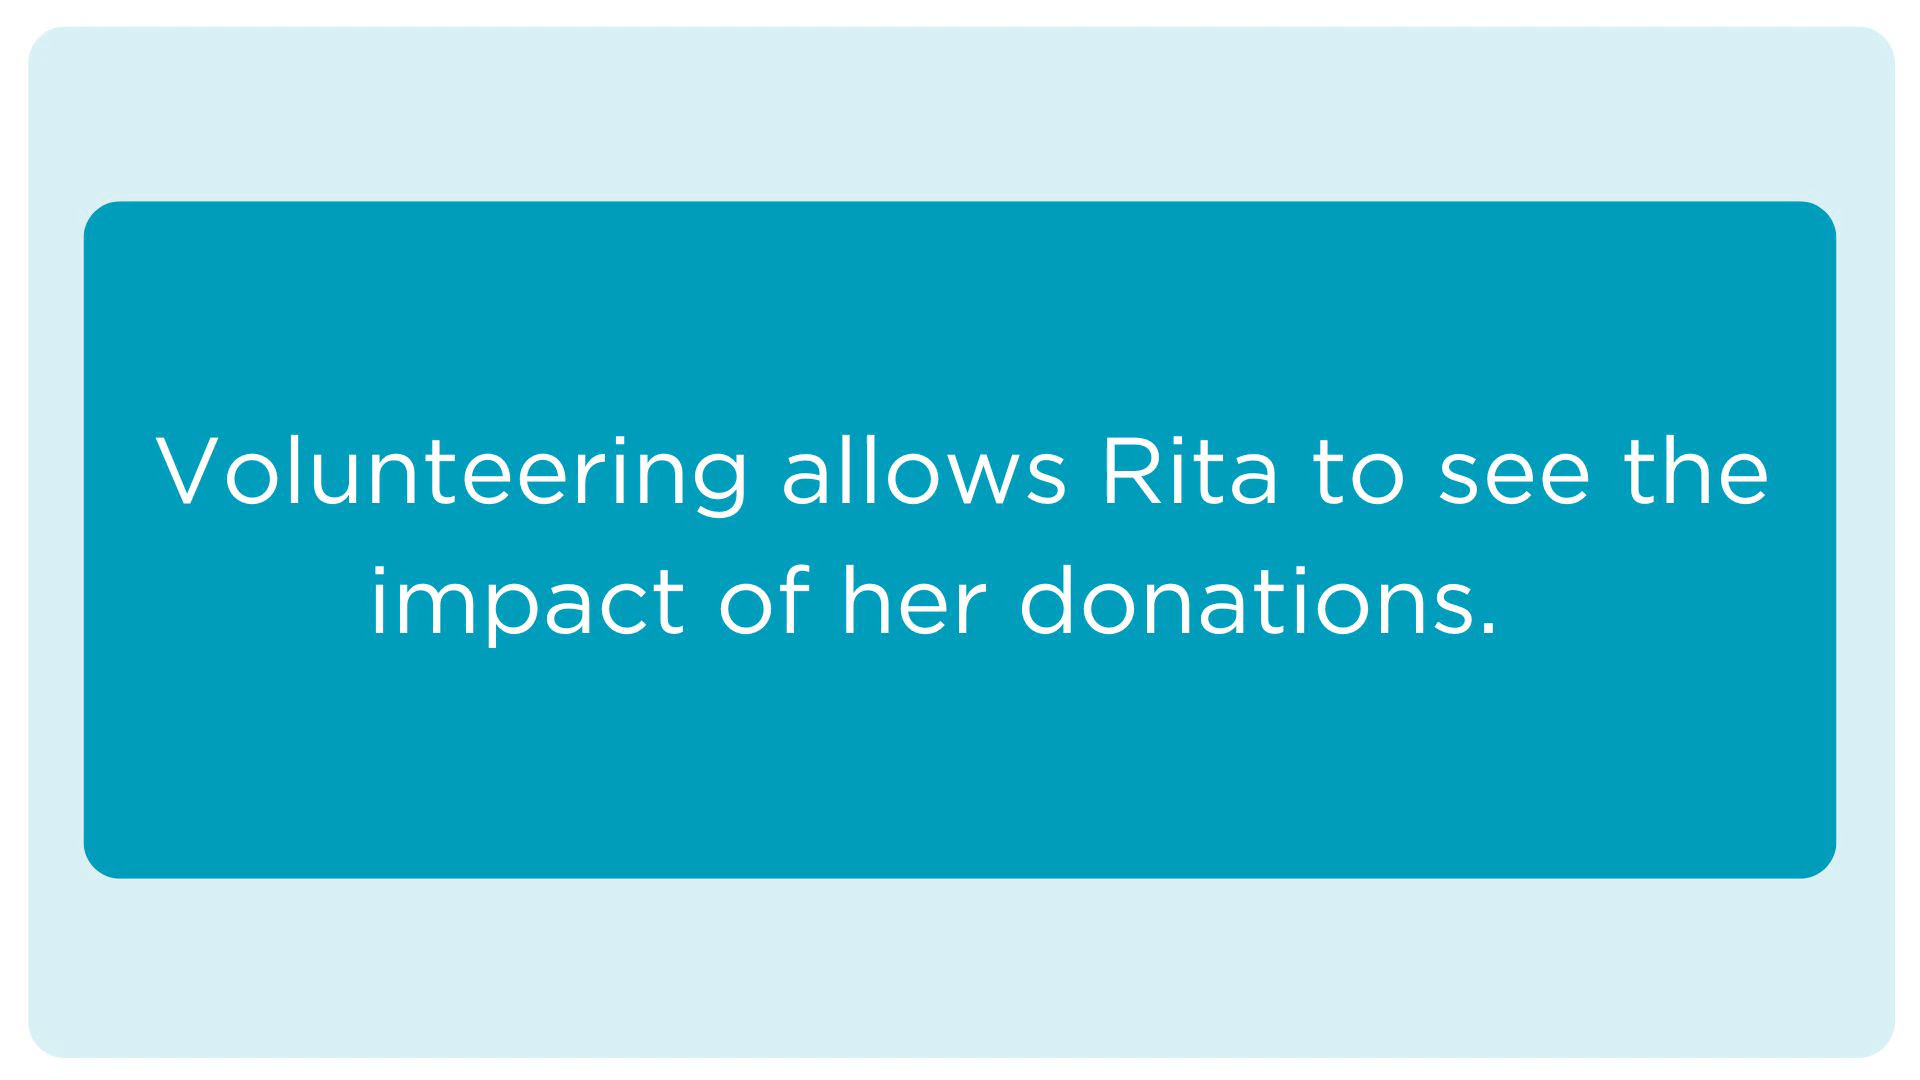 Volunteering allows Rita to see the
impact of her donations.